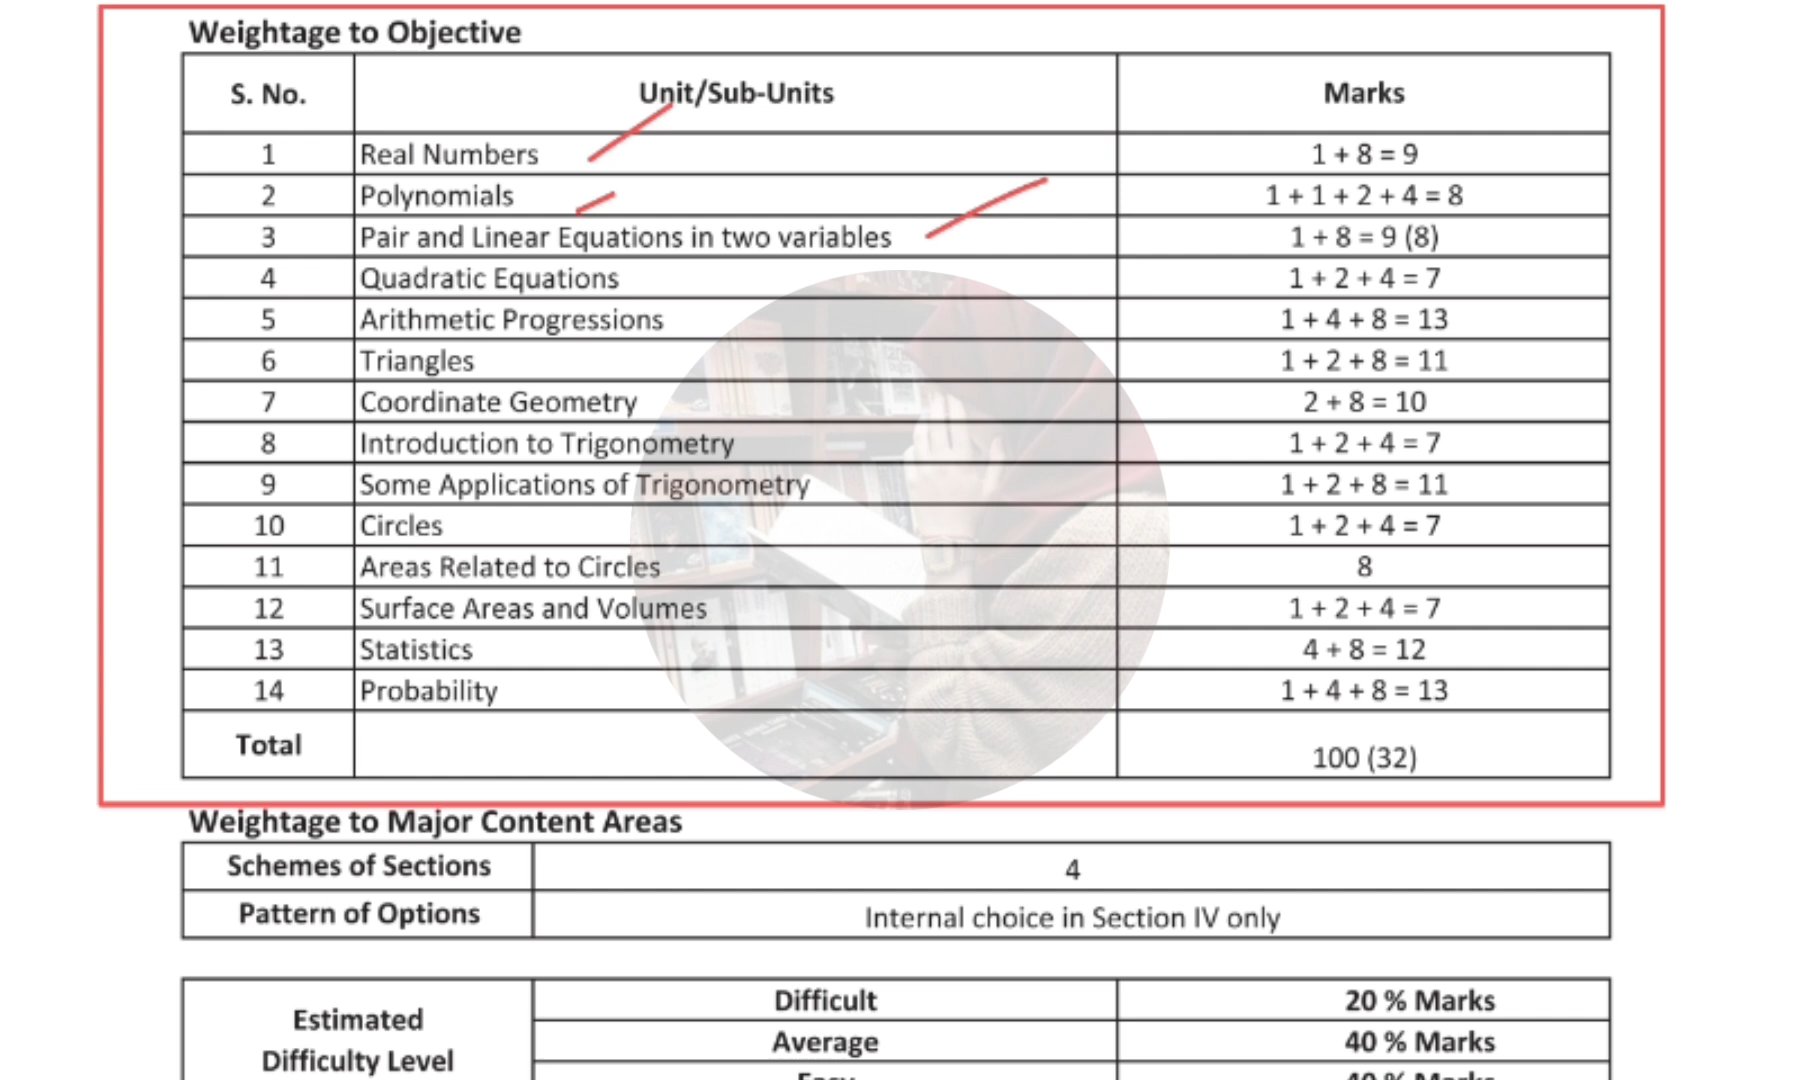 Weightage to Objective
S. No. Unit/Sub-Units Marks
1 Real Numbers 1 + 8 = 9
2 Polynomials 1 + 1 + 2 + 4 = 8
3 Pair and Linear Equations in two variables 1 + 8 = 9 (8)
4 Quadratic Equations 1 + 2 + 4 = 7
5 Arithmetic Progressions 1 + 4 + 8 = 13
6 Triangles 1 + 2 + 8 = 11
7 Coordinate Geometry 2 + 8 = 10
8 Introduction to Trigonometry 1 + 2 + 4 = 7
9 Some Applications of Trigonometry 1 + 2 + 8 = 11
10 Circles 1 + 2 + 4 = 7
11 Areas Related to Circles 8
12 Surface Areas and Volumes 1 + 2 + 4 = 7
13 Statistics 4 + 8 = 12
14 Probability 1 + 4 + 8 = 13
Total 100 (32)
Weightage to Major Content Areas
Schemes of Sections 4
Pattern of Options Internal choice in Section IV only
Estimated Difficulty Level
Difficult 20 % Marks
Average 40 % Marks